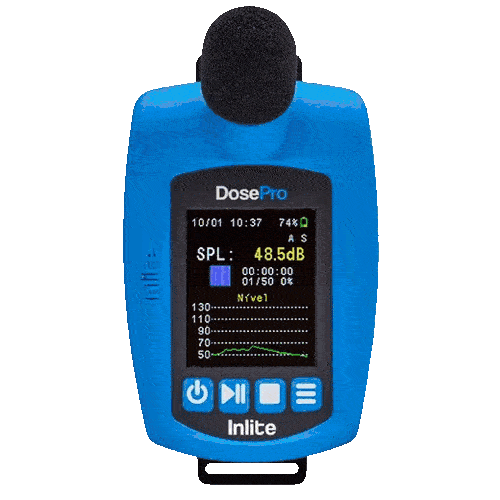 DosePro
10/01 10:37 74%
A S
SPL: 48.5dB
00:00:00
01/50 0%
Nível
130
110
90
70
50
Inlite
Inlite